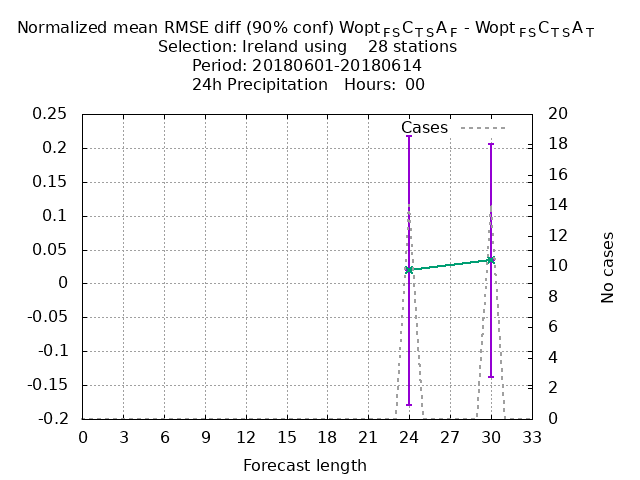 Normalized mean RMSE diff (90% conf) Wopt FS C TS A F - Wopt FS C TS A T
Selection: Ireland using 28 stations
Period: 20180601-20180614
24h Precipitation Hours: 00
Cases
0.25
0.2
0.15
0.1
0.05
0
-0.05
-0.1
-0.15
-0.2
20
18
16
14
12
10
8
6
4
2
0
No cases
0 3 6 9 12 15 18 21 24 27 30 33
Forecast length